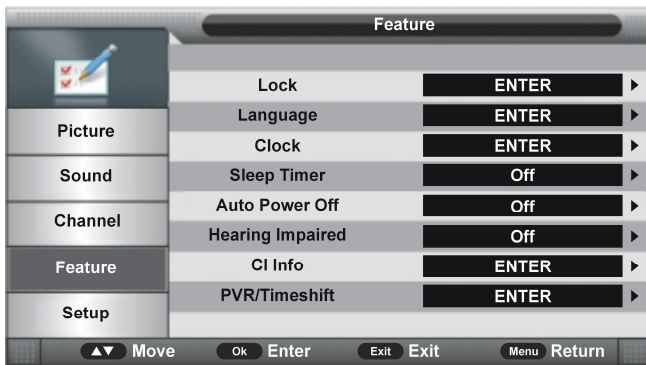 Feature
Picture
Sound
Channel
Feature
Setup
Lock ENTER
Language ENTER
Clock ENTER
Sleep Timer Off
Auto Power Off Off
Hearing Impaired Off
CI Info ENTER
PVR/Timeshift ENTER
Move Ok Enter Exit Exit Menu Return